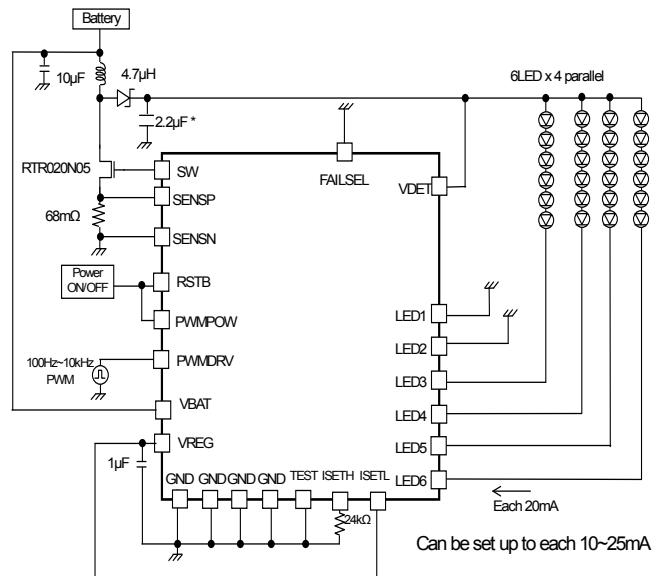 Battery
10µF
4.7µH
6LED x 4 parallel
2.2µF *
RTR020N05
SW
FAILSEL
SENSP
VDET
68mΩ
SENSN
Power
ON/OFF
RSTB
PWMPOW
LED1
LED2
100Hz~10kHz
PWM
PWMDRV
LED3
VBAT
LED4
VREG
LED5
1µF
GND GND GND GND TEST ISETH ISETL
LED6
24kΩ
Each 20mA
Can be set up to each 10~25mA